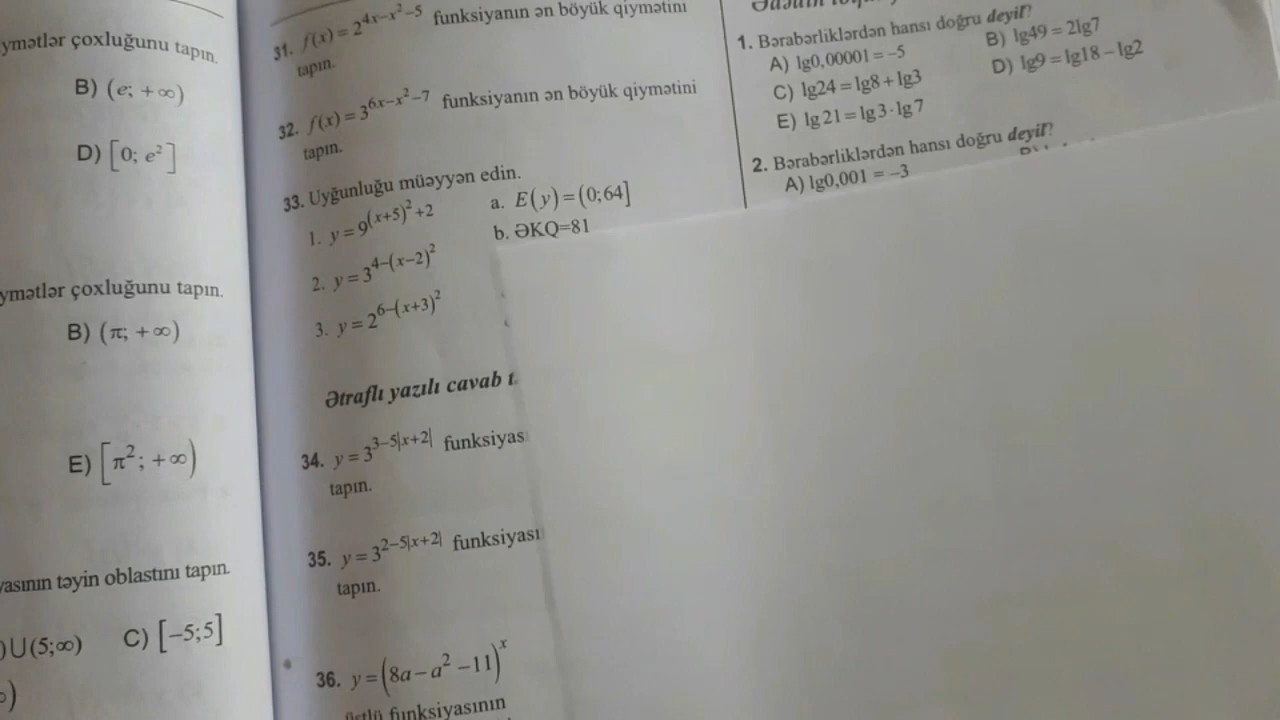 ymətlər çoxluğunu tapın.
B) (e; +∞)
D) [0; e²]
ymətlər çoxluğunu tapın.
B) (π; +∞)
E) [π²; +∞)
təyin oblastını tapın.
)∪(5;∞) C) [−5;5]
31. f(x) = 2^{4x−x²−5} funksiyanın ən böyük qiymətini
tapın.
32. f(x) = 3^{6x−x²−7} funksiyanın ən böyük qiymətini
tapın.
33. Uyğunluğu müəyyən edin.
1. y = 9^{(x+5)²+2} a. E(y) = (0;64]
2. y = 3^{4−(x−2)²} b. ƏKQ=81
3. y = 2^{6−(x+3)²}
Ətraflı yazılı cavab t
34. y = 3^{3−5|x+2|} funksiyas
tapın.
35. y = 3^{2−5|x+2|} funksiyası
tapın.
36. y = (8a − a² − 11)^x
üstlü funksiyasının
1. Bərabərliklərdən hansı doğru deyil?
A) lg0,00001 = −5 B) lg49 = 2lg7
C) lg24 = lg8 + lg3 D) lg9 = lg18 − lg2
E) lg21 = lg3·lg7
2. Bərabərliklərdən hansı doğru deyil?
A) lg0,001 = −3